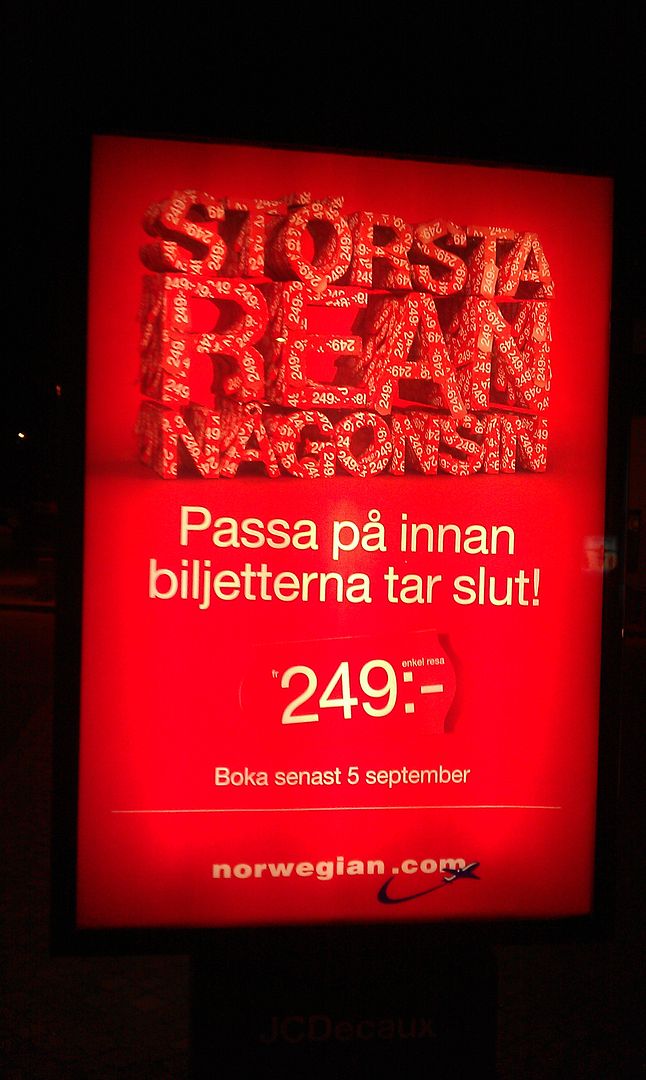 STÖRSTA
REAN
NÅGONSIN
Passa på innan
biljetterna tar slut!
fr 249:- enkel resa
Boka senast 5 september
norwegian.com
JCDecaux